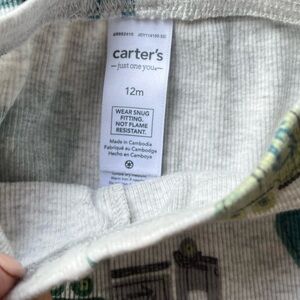 carter's
just one you
12m
WEAR SNUG
FITTING.
NOT FLAME
RESISTANT.
Made in Cambodia
Fabriqué au Cambodge
Hecho en Camboya